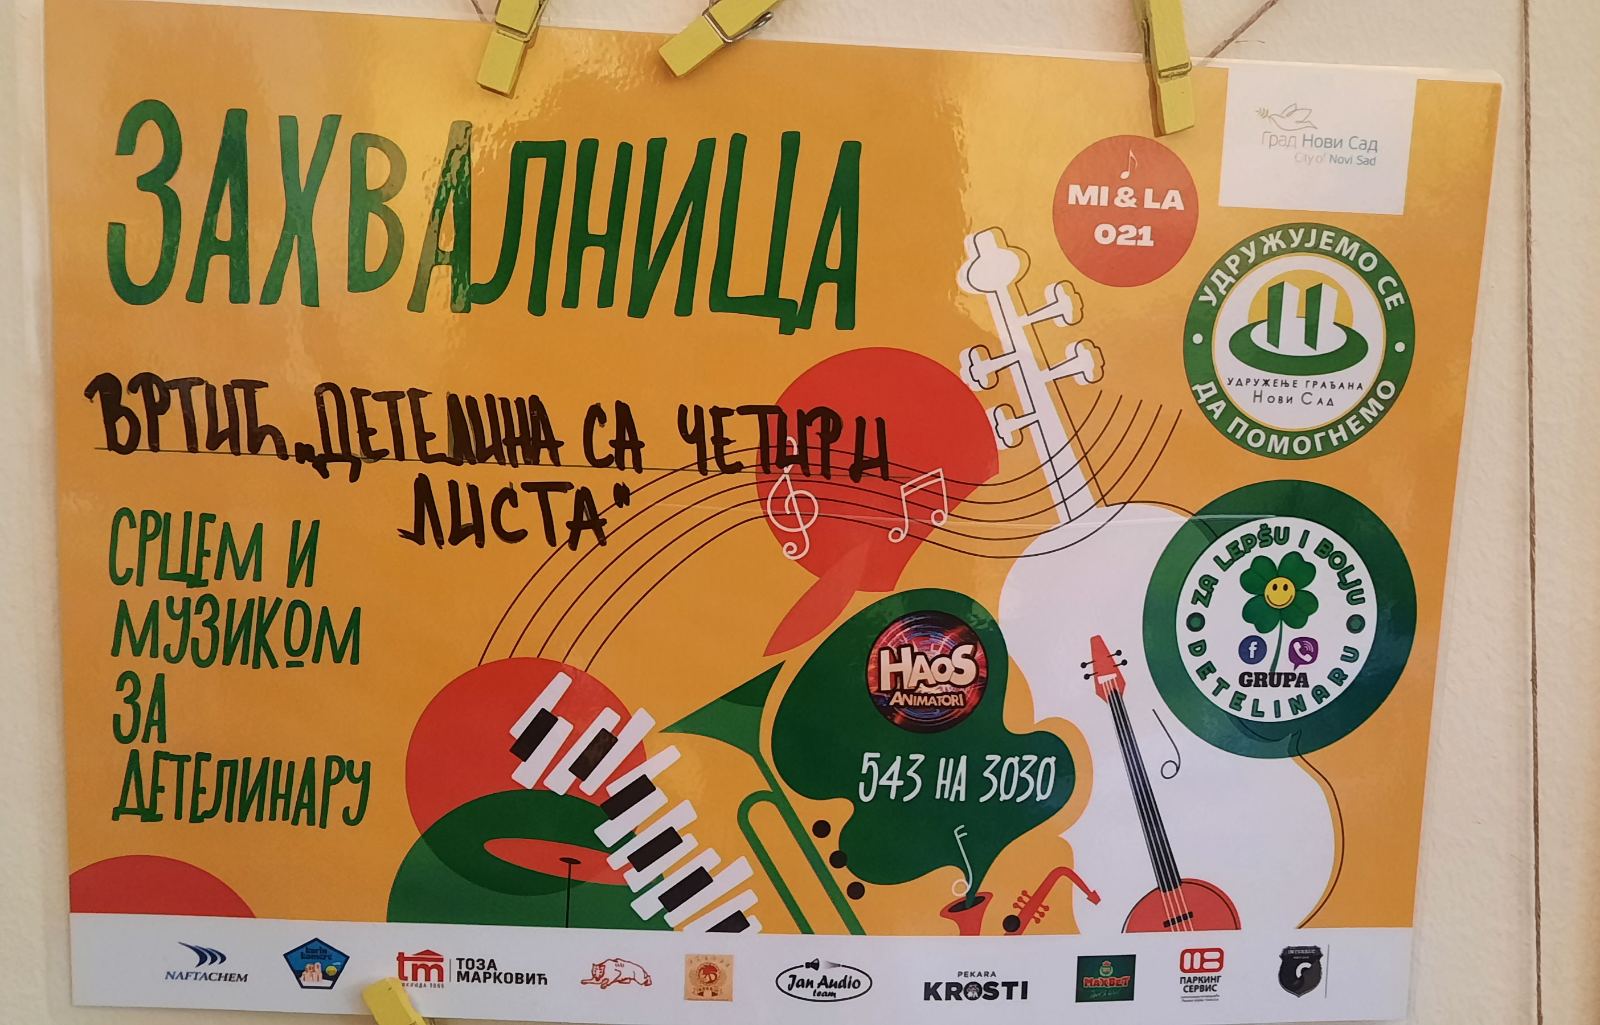 ЗАХВАЛНИЦА
Град Нови Сад
City of Novi Sad
MI & LA
021
УДРУЖУЈЕМО СЕ
УДРУЖЕЊЕ ГРАЂАНА
НОВИ САД
ДА ПОМОГНЕМО
ВРТИЋ „ДЕТЕЛИНА СА ЧЕТИРИ
ЛИСТА"
СРЦЕМ И
МУЗИКОМ
ЗА
ДЕТЕЛИНАРУ
ZA LEPŠU I BOLJU
GRUPA
DETELINARU
HAOS
ANIMATORI
543 НА 3030
NAFTACHEM
tm
ТОЗА
МАРКОВИЋ
Jan Audio
team
PEKARA
KROSTI
MAXBET
ПАРКИНГ
СЕРВИС